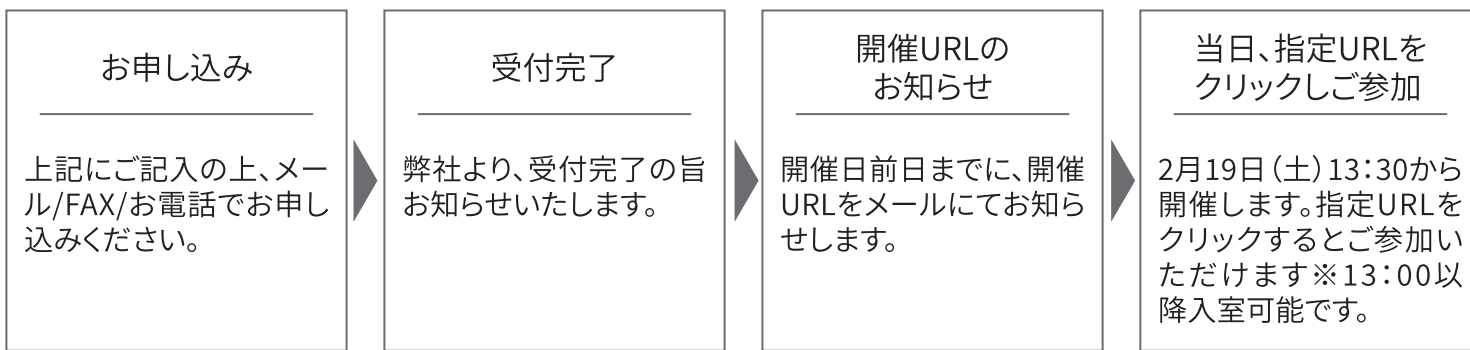 お申し込み
上記にご記入の上、メー
ル/FAX/お電話でお申し
込みください。
受付完了
弊社より、受付完了の旨
お知らせいたします。
開催URLの
お知らせ
開催日前日までに、開催
URLをメールにてお知ら
せします。
当日、指定URLを
クリックしご参加
2月19日（土）13：30から
開催します。指定URLを
クリックするとご参加い
ただけます※13：00以
降入室可能です。